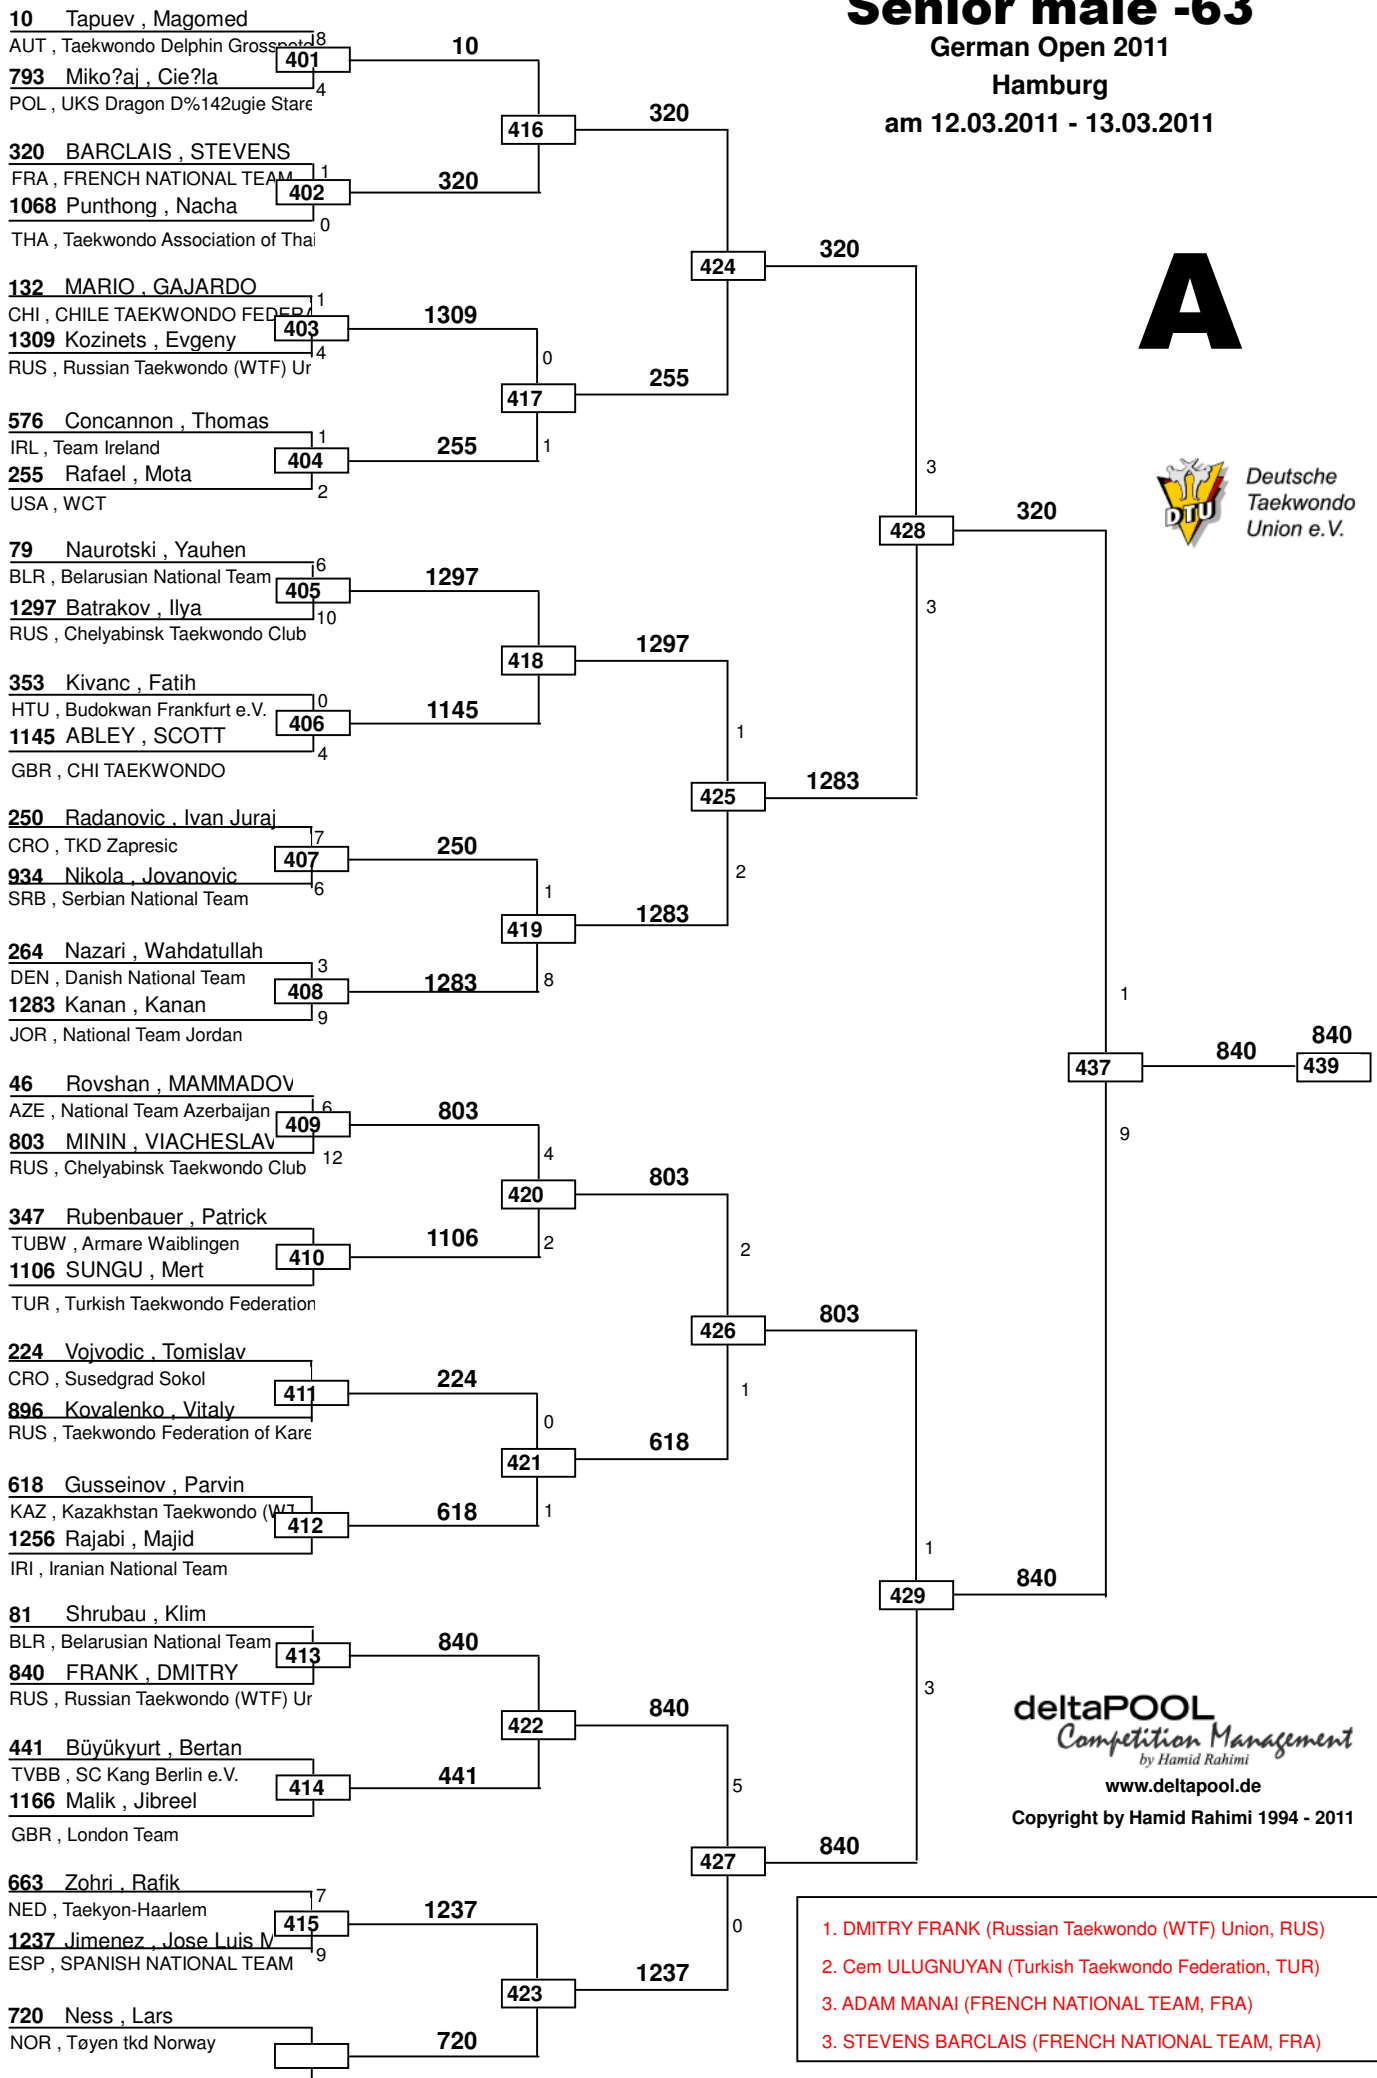 Senior male -63
German Open 2011
Hamburg
am 12.03.2011 - 13.03.2011
A
Deutsche
Taekwondo
Union e.V.
DTU
10 Tapuev , Magomed
8
AUT , Taekwondo Delphin Grosspete
401
10
793 Miko?aj , Cie?la
4
POL , UKS Dragon D%142ugie Stare
416
320
320 BARCLAIS , STEVENS
1
FRA , FRENCH NATIONAL TEAM
402
320
1068 Punthong , Nacha
0
THA , Taekwondo Association of Thai
424
320
132 MARIO , GAJARDO
1
CHI , CHILE TAEKWONDO FEDERA
403
1309
1309 Kozinets , Evgeny
4
RUS , Russian Taekwondo (WTF) Un
0
417
255
576 Concannon , Thomas
1
IRL , Team Ireland
404
255
1
255 Rafael , Mota
2
USA , WCT
3
428
320
79 Naurotski , Yauhen
6
BLR , Belarusian National Team
405
1297
1297 Batrakov , Ilya
10
RUS , Chelyabinsk Taekwondo Club
3
418
1297
353 Kivanc , Fatih
0
HTU , Budokwan Frankfurt e.V.
406
1145
1145 ABLEY , SCOTT
4
GBR , CHI TAEKWONDO
1
425
1283
250 Radanovic , Ivan Juraj
7
CRO , TKD Zapresic
407
250
934 Nikola , Jovanovic
6
SRB , Serbian National Team
1
2
419
1283
264 Nazari , Wahdatullah
3
DEN , Danish National Team
408
1283
8
1283 Kanan , Kanan
9
JOR , National Team Jordan
1
437
840
840
439
46 Rovshan , MAMMADOV
6
AZE , National Team Azerbaijan
409
803
803 MININ , VIACHESLAV
12
RUS , Chelyabinsk Taekwondo Club
9
4
420
803
347 Rubenbauer , Patrick
TUBW , Armare Waiblingen
410
1106
2
1106 SUNGU , Mert
TUR , Turkish Taekwondo Federation
2
426
803
224 Vojvodic , Tomislav
CRO , Susedgrad Sokol
411
224
1
896 Kovalenko , Vitaly
RUS , Taekwondo Federation of Kare
0
421
618
618 Gusseinov , Parvin
KAZ , Kazakhstan Taekwondo (WT
412
618
1
1256 Rajabi , Majid
IRI , Iranian National Team
1
429
840
81 Shrubau , Klim
BLR , Belarusian National Team
413
840
840 FRANK , DMITRY
RUS , Russian Taekwondo (WTF) Un
3
422
840
441 Büyükyurt , Bertan
TVBB , SC Kang Berlin e.V.
414
441
5
1166 Malik , Jibreel
GBR , London Team
427
840
663 Zohri , Rafik
7
NED , Taekyon-Haarlem
415
1237
0
1237 Jimenez , Jose Luis M
9
ESP , SPANISH NATIONAL TEAM
423
1237
720 Ness , Lars
NOR , Tøyen tkd Norway
720
deltaPOOL
Competition Management
by Hamid Rahimi
www.deltapool.de
Copyright by Hamid Rahimi 1994 - 2011
1. DMITRY FRANK (Russian Taekwondo (WTF) Union, RUS)
2. Cem ULUGNUYAN (Turkish Taekwondo Federation, TUR)
3. ADAM MANAI (FRENCH NATIONAL TEAM, FRA)
3. STEVENS BARCLAIS (FRENCH NATIONAL TEAM, FRA)